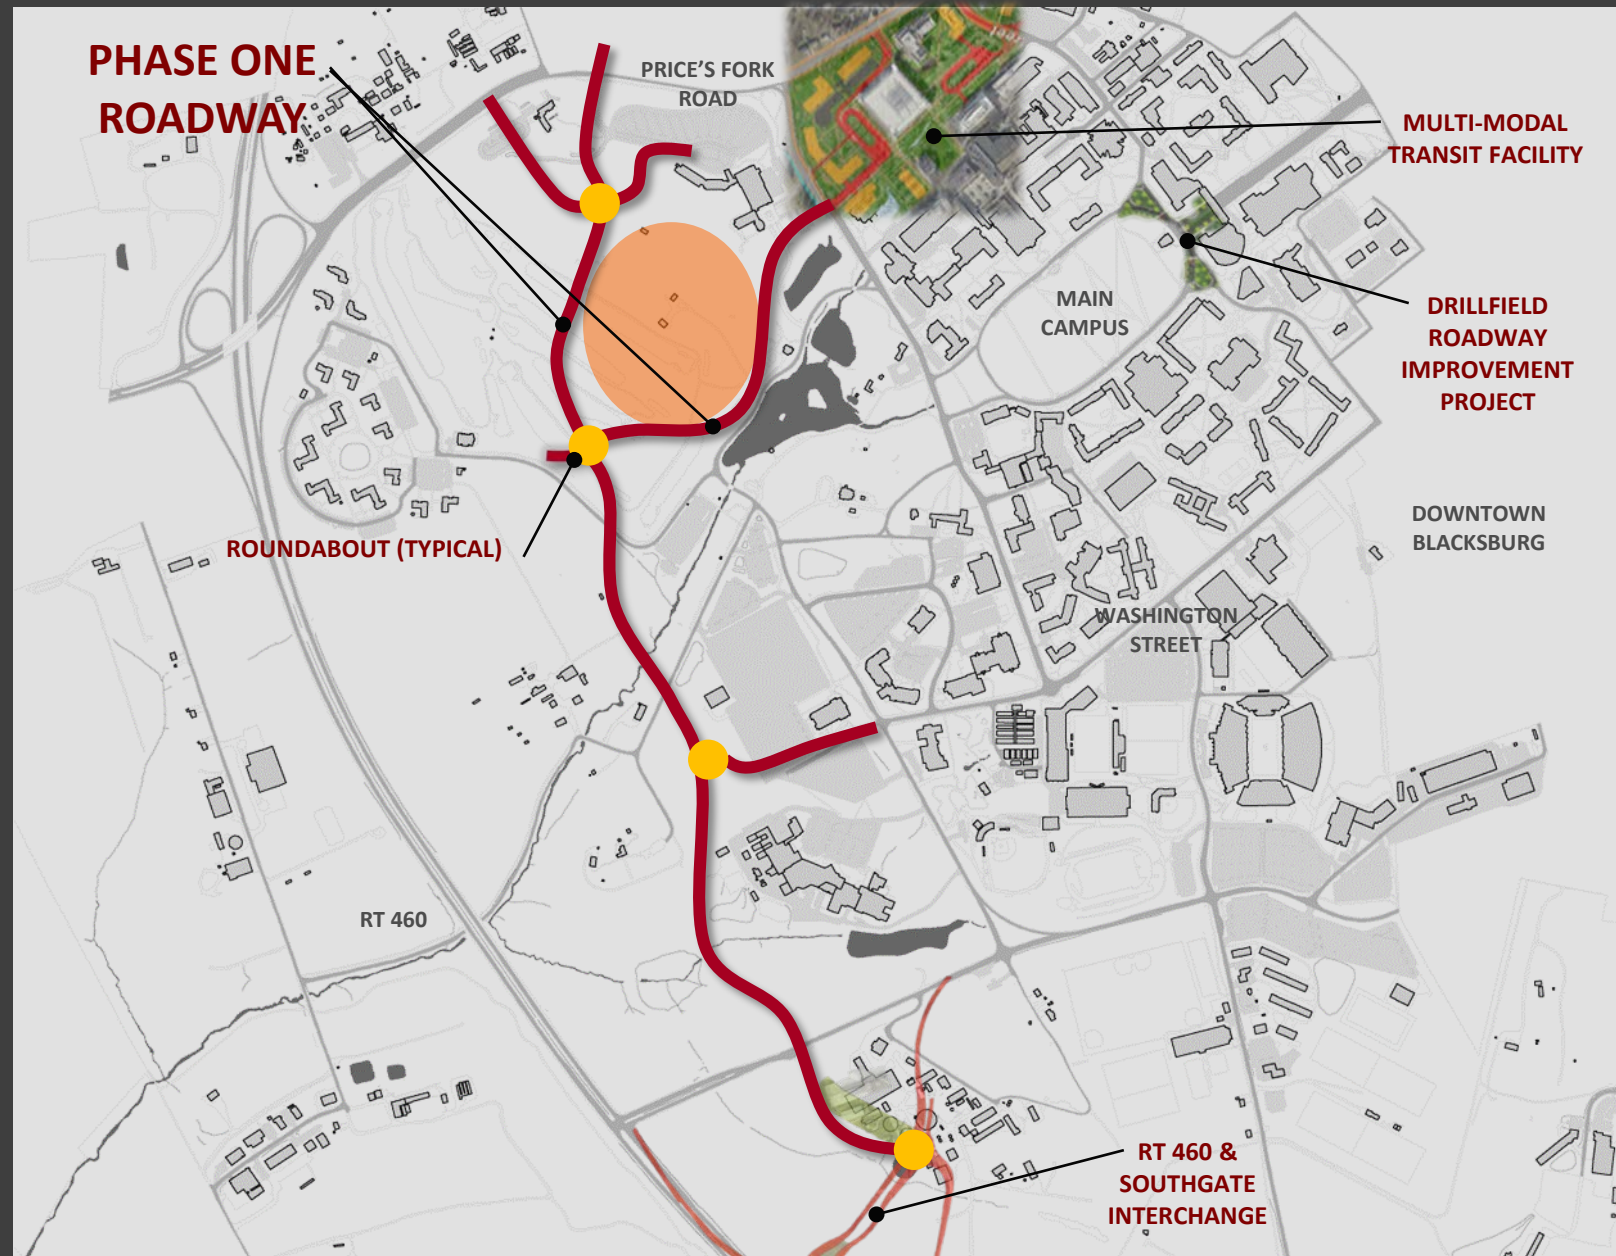 PHASE ONE
ROADWAY
PRICE'S FORK
ROAD
MULTI-MODAL
TRANSIT FACILITY
MAIN
CAMPUS
DRILLFIELD
ROADWAY
IMPROVEMENT
PROJECT
ROUNDABOUT (TYPICAL)
DOWNTOWN
BLACKSBURG
WASHINGTON
STREET
RT 460
RT 460 &
SOUTHGATE
INTERCHANGE